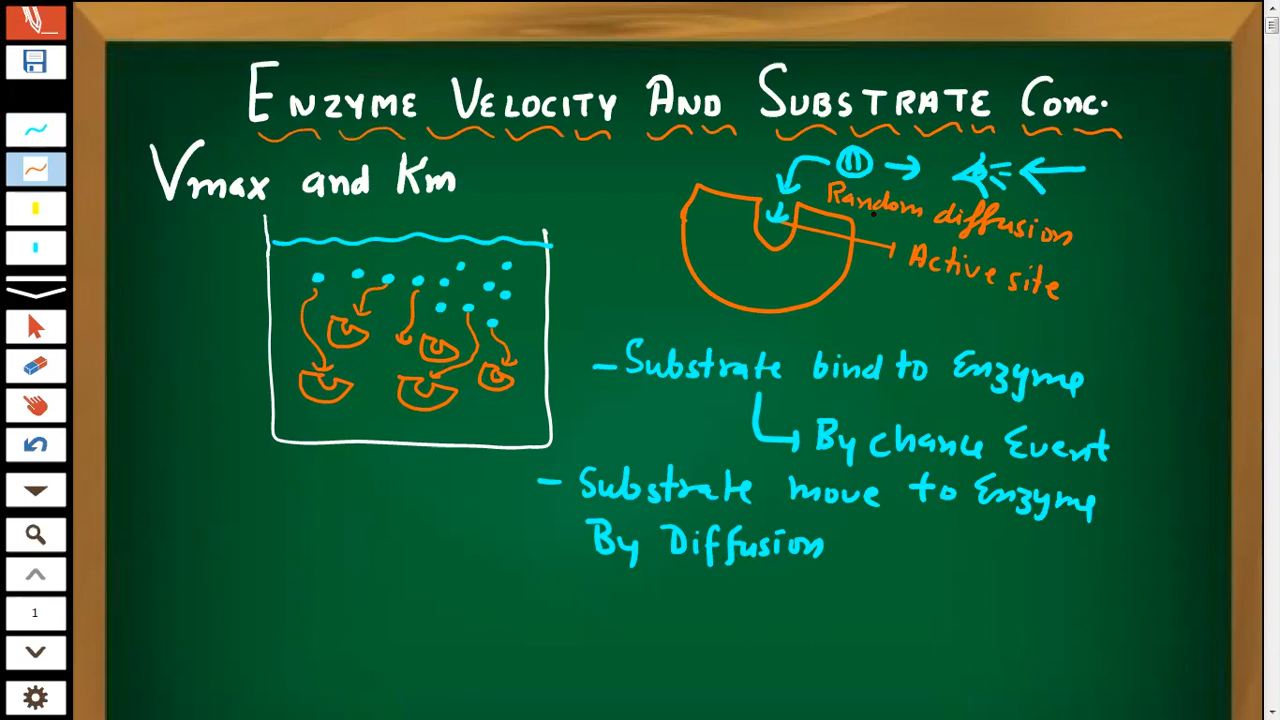 ENZYME VELOCITY AND SUBSTRATE CONC.
Vmax and Km
Random diffusion
Active site
- Substrate bind to Enzyme
By chance Event
- Substrate move to Enzyme
By Diffusion
1